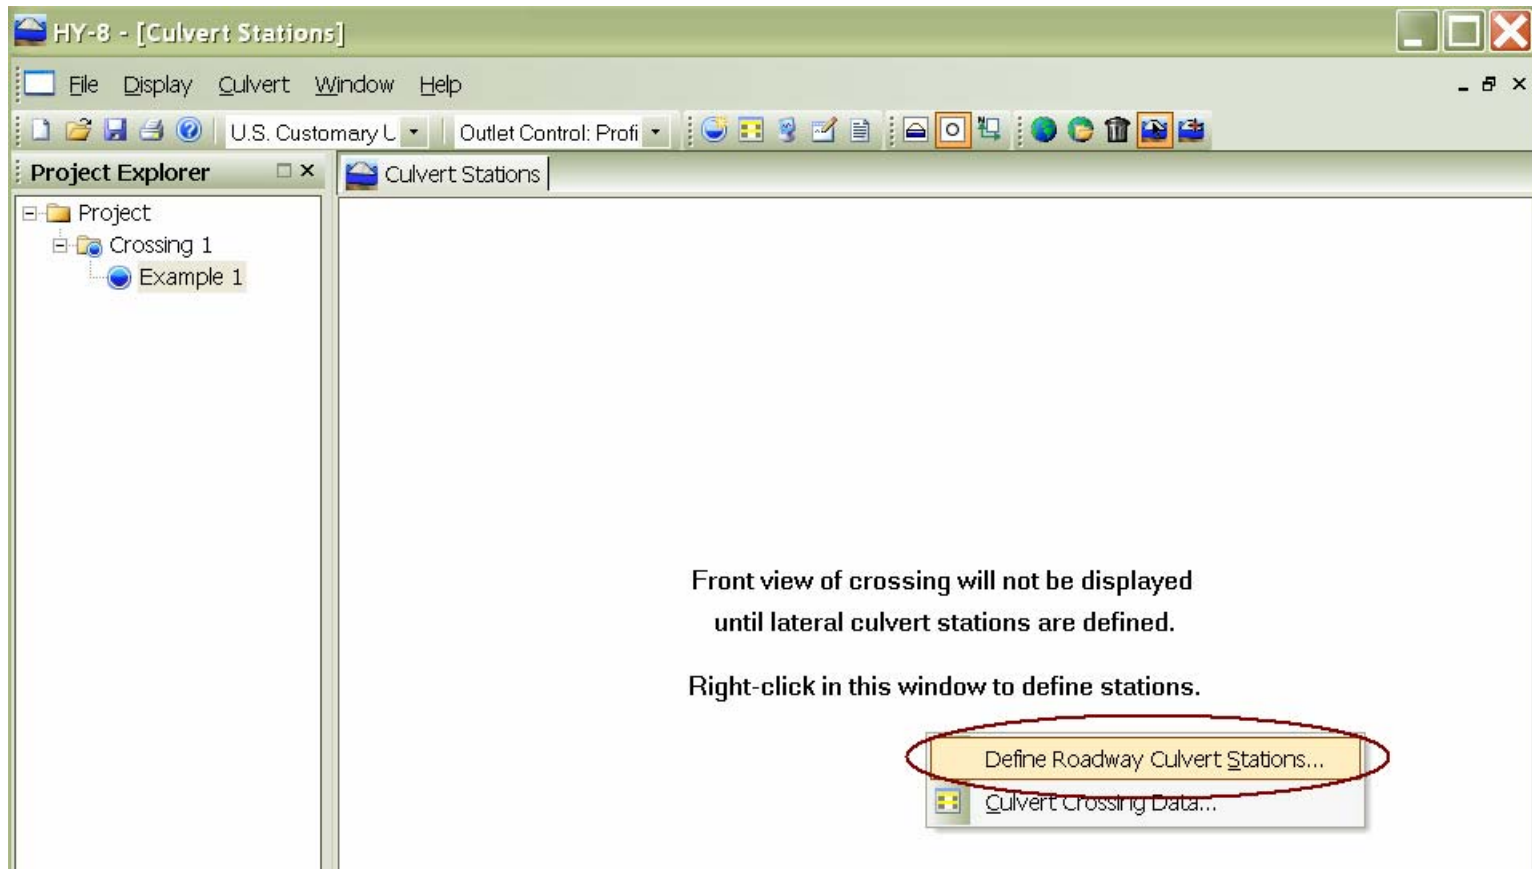 HY-8 - [Culvert Stations]
File Display Culvert Window Help
U.S. Customary U Outlet Control: Profi
Project Explorer
Culvert Stations
Project
Crossing 1
Example 1
Front view of crossing will not be displayed
until lateral culvert stations are defined.
Right-click in this window to define stations.
Define Roadway Culvert Stations...
Culvert Crossing Data...